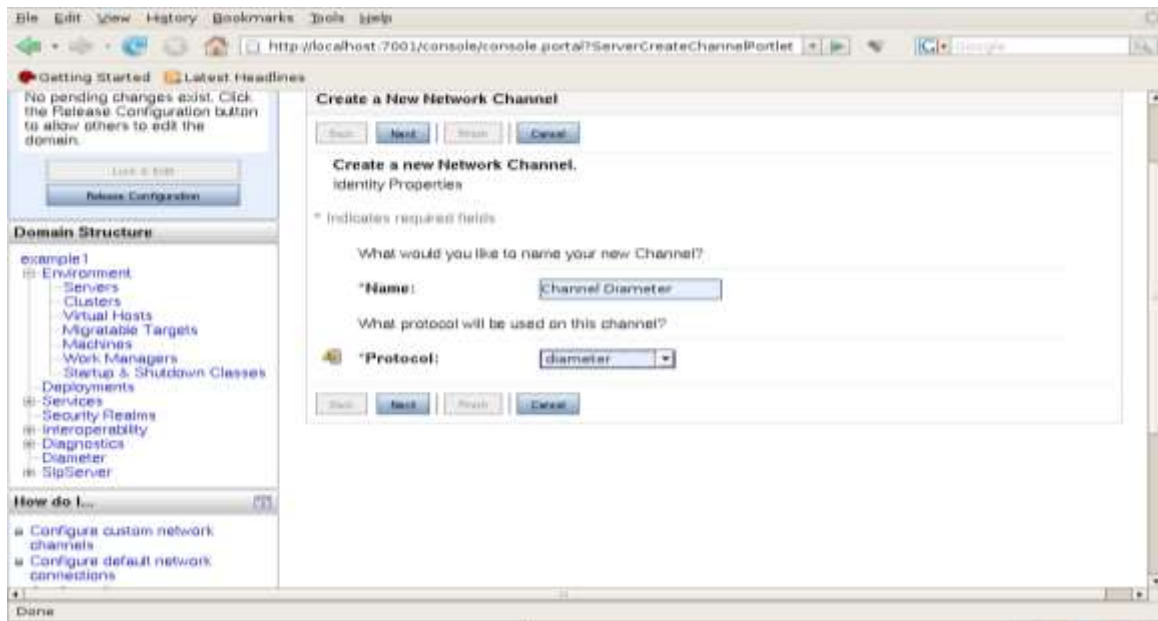 File Edit View History Bookmarks Tools Help
http://localhost:7001/console/console.portal?ServerCreateChannelPortlet
Google
Getting Started Latest Headlines
No pending changes exist. Click
the Release Configuration button
to allow others to edit the
domain.
Lock & Edit
Release Configuration
Domain Structure
example1
Environment
Servers
Clusters
Virtual Hosts
Migratable Targets
Machines
Work Managers
Startup & Shutdown Classes
Deployments
Services
Security Realms
Interoperability
Diagnostics
Diameter
SipServer
How do I...
Configure custom network
channels
Configure default network
connections
Create a New Network Channel
Back Next Finish Cancel
Create a new Network Channel.
Identity Properties
* Indicates required fields
What would you like to name your new Channel?
*Name: Channel Diameter
What protocol will be used on this channel?
*Protocol: diameter
Back Next Finish Cancel
Done